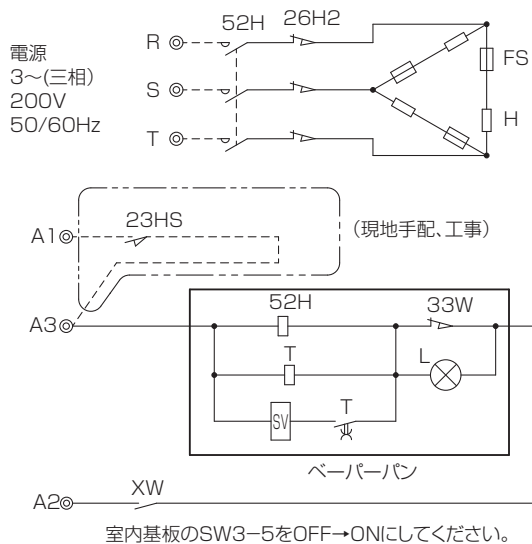 電源
3~(三相)
200V
50/60Hz
R
52H
26H2
S
T
FS
H
A1
23HS
(現地手配、工事)
A3
52H
33W
T
L
SV
T
ベーパーパン
A2
XW
室内基板のSW3−5をOFF→ONにしてください。